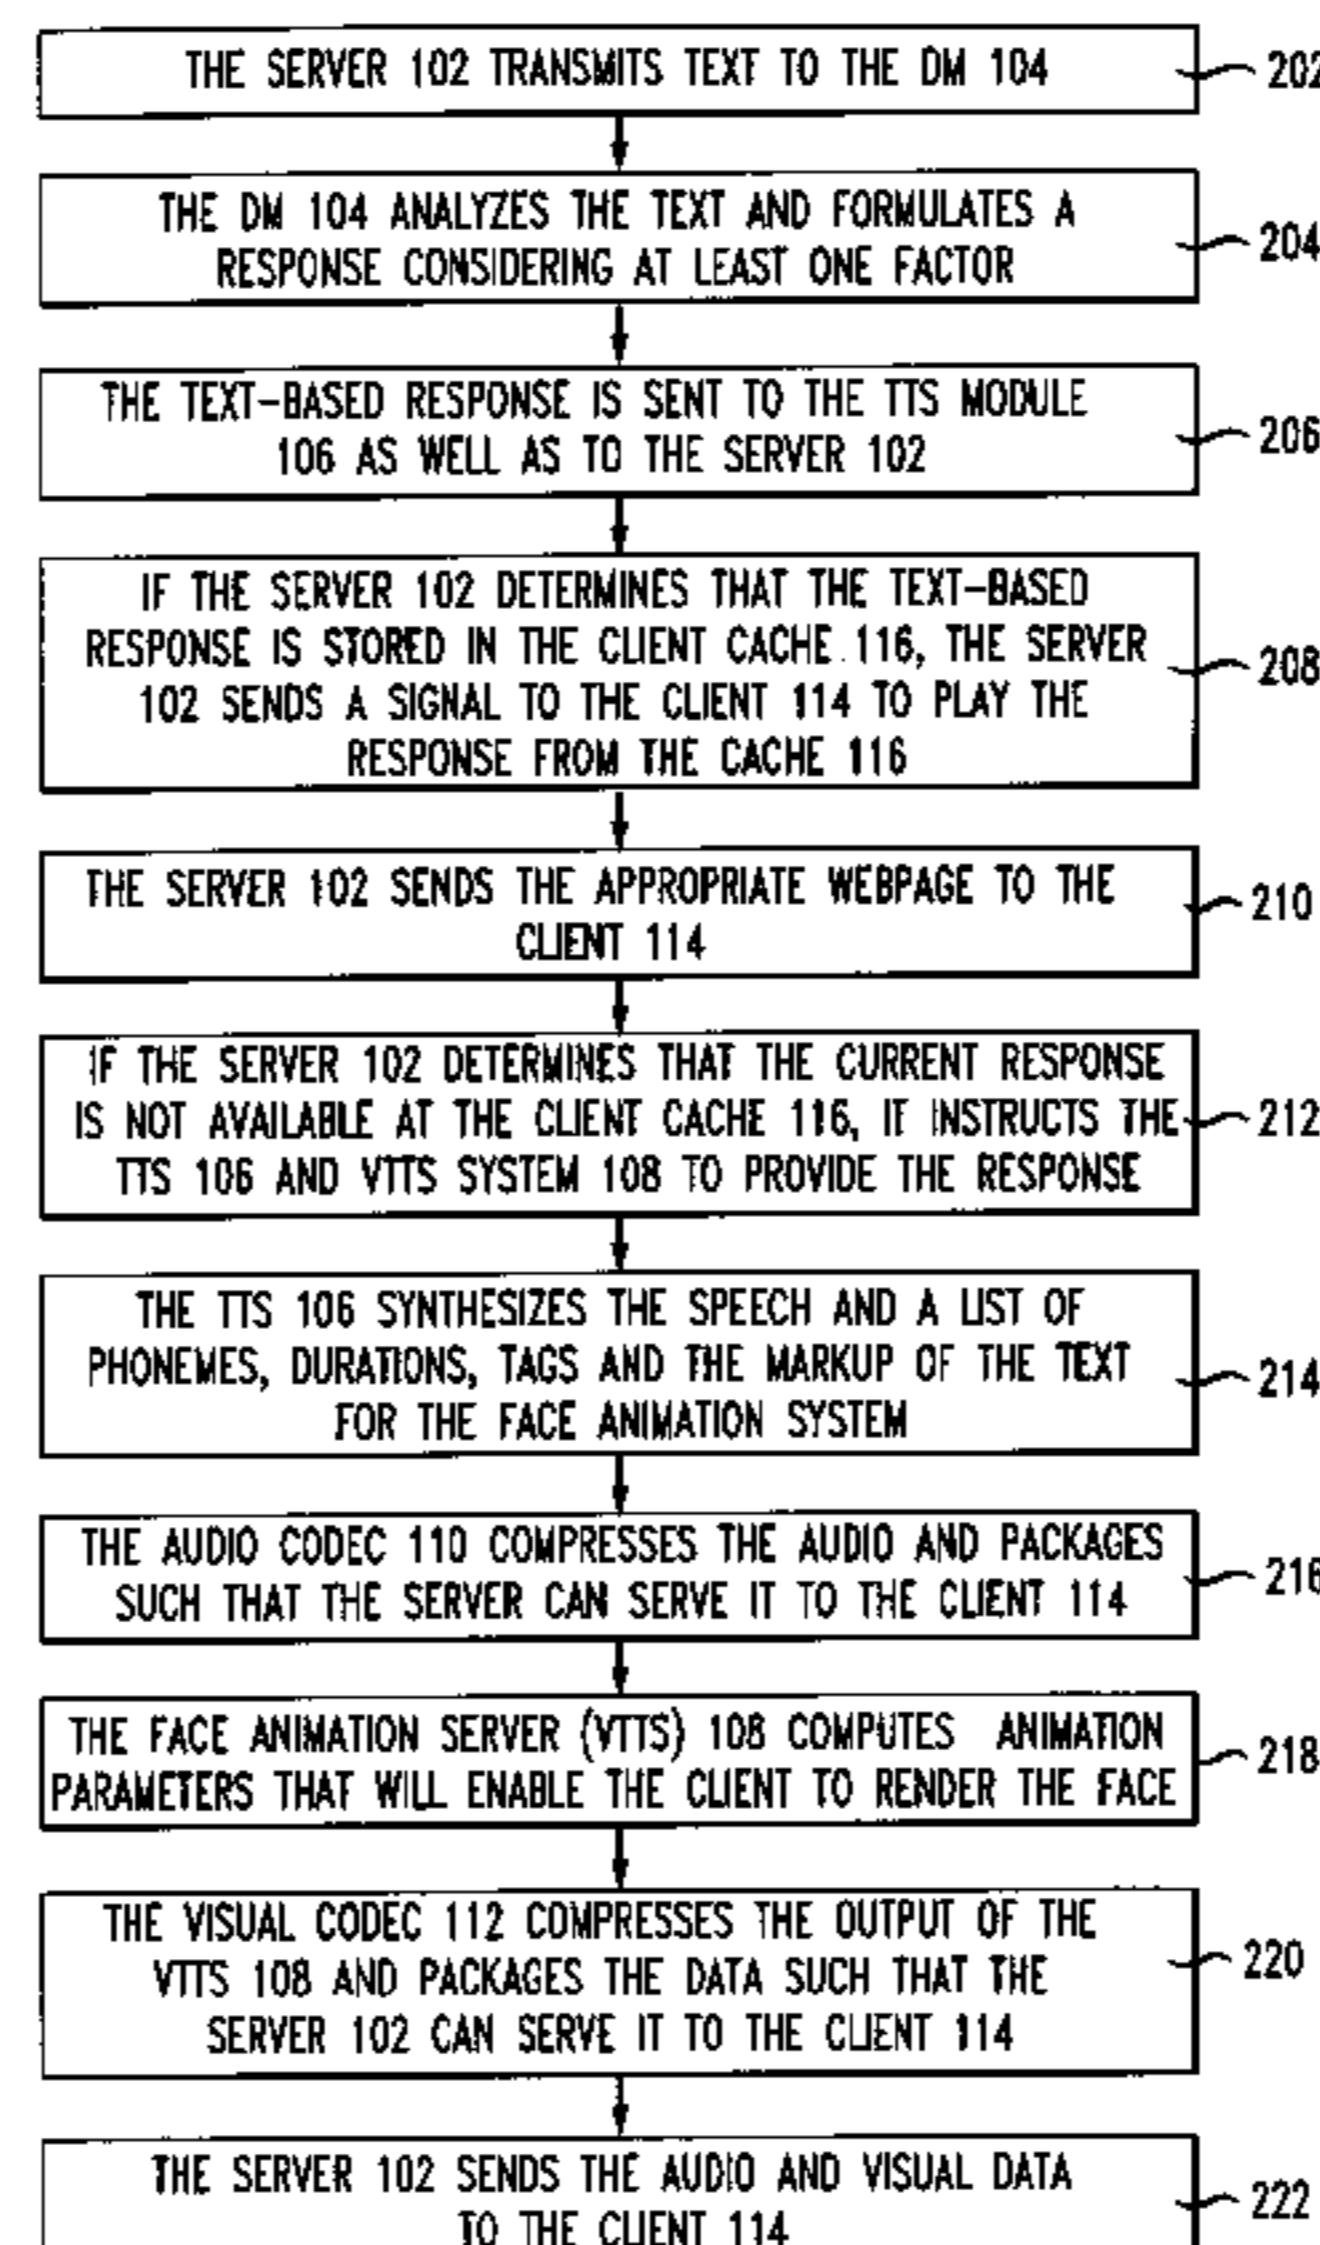 THE SERVER 102 TRANSMITS TEXT TO THE DM 104
202
THE DM 104 ANALYZES THE TEXT AND FORMULATES A
RESPONSE CONSIDERING AT LEAST ONE FACTOR
204
THE TEXT-BASED RESPONSE IS SENT TO THE TTS MODULE
106 AS WELL AS TO THE SERVER 102
206
IF THE SERVER 102 DETERMINES THAT THE TEXT-BASED
RESPONSE IS STORED IN THE CLIENT CACHE 116, THE SERVER
102 SENDS A SIGNAL TO THE CLIENT 114 TO PLAY THE
RESPONSE FROM THE CACHE 116
208
THE SERVER 102 SENDS THE APPROPRIATE WEBPAGE TO THE
CLIENT 114
210
IF THE SERVER 102 DETERMINES THAT THE CURRENT RESPONSE
IS NOT AVAILABLE AT THE CLIENT CACHE 116, IT INSTRUCTS THE
TTS 106 AND VTTS SYSTEM 108 TO PROVIDE THE RESPONSE
212
THE TTS 106 SYNTHESIZES THE SPEECH AND A LIST OF
PHONEMES, DURATIONS, TAGS AND THE MARKUP OF THE TEXT
FOR THE FACE ANIMATION SYSTEM
214
THE AUDIO CODEC 110 COMPRESSES THE AUDIO AND PACKAGES
SUCH THAT THE SERVER CAN SERVE IT TO THE CLIENT 114
216
THE FACE ANIMATION SERVER (VTTS) 108 COMPUTES ANIMATION
PARAMETERS THAT WILL ENABLE THE CLIENT TO RENDER THE FACE
218
THE VISUAL CODEC 112 COMPRESSES THE OUTPUT OF THE
VTTS 108 AND PACKAGES THE DATA SUCH THAT THE
SERVER 102 CAN SERVE IT TO THE CLIENT 114
220
THE SERVER 102 SENDS THE AUDIO AND VISUAL DATA
TO THE CLIENT 114
222